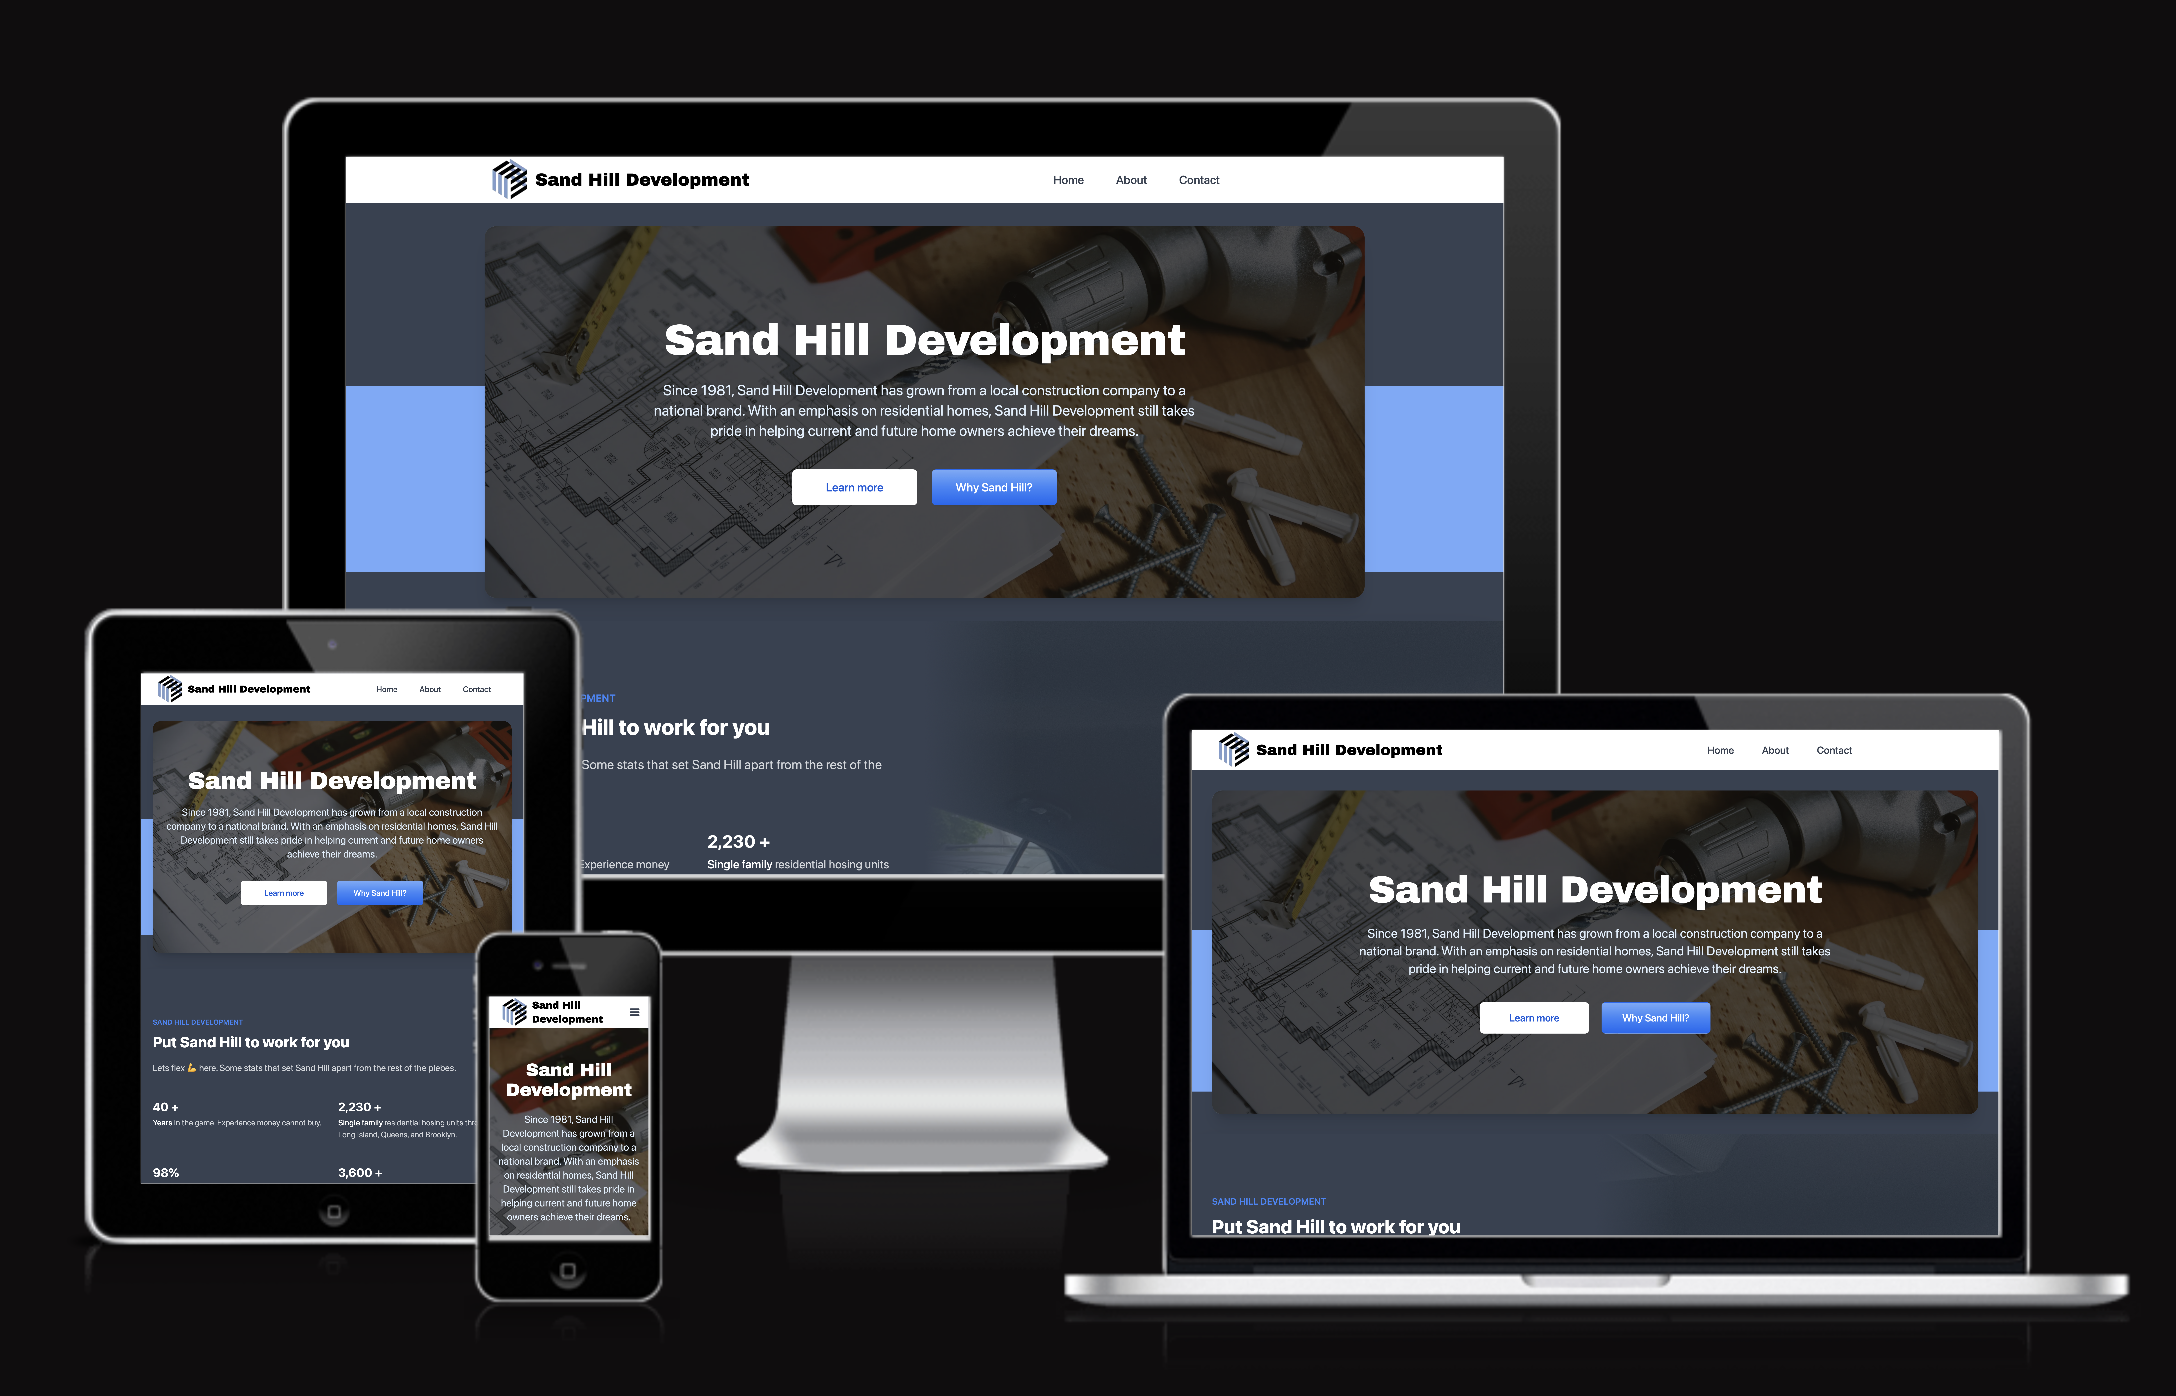 Sand Hill Development
Home About Contact
Sand Hill Development
Since 1981, Sand Hill Development has grown from a local construction company to a
national brand. With an emphasis on residential homes, Sand Hill Development still takes
pride in helping current and future home owners achieve their dreams.
Learn more Why Sand Hill?
PMENT
Hill to work for you
Some stats that set Sand Hill apart from the rest of the
2,230 +
Experience money
Single family residential hosing units
Sand Hill Development
Home About Contact
Sand Hill Development
Since 1981, Sand Hill Development has grown from a local construction
company to a national brand. With an emphasis on residential homes, Sand Hill
Development still takes pride in helping current and future home owners
achieve their dreams.
Learn more Why Sand Hill?
SAND HILL DEVELOPMENT
Put Sand Hill to work for you
Lets flex 💪 here. Some stats that set Sand Hill apart from the rest of the plebes.
40 +
Years in the game. Experience money cannot buy.
2,230 +
Single family residential hosing units thro
Long Island, Queens, and Brooklyn.
98%
3,600 +
Sand Hill
Development
Sand Hill
Development
Since 1981, Sand Hill
Development has grown from a
local construction company to a
national brand. With an emphasis
on residential homes, Sand Hill
Development still takes pride in
helping current and future home
owners achieve their dreams.
Sand Hill Development
Home About Contact
Sand Hill Development
Since 1981, Sand Hill Development has grown from a local construction company to a
national brand. With an emphasis on residential homes, Sand Hill Development still takes
pride in helping current and future home owners achieve their dreams.
Learn more Why Sand Hill?
SAND HILL DEVELOPMENT
Put Sand Hill to work for you